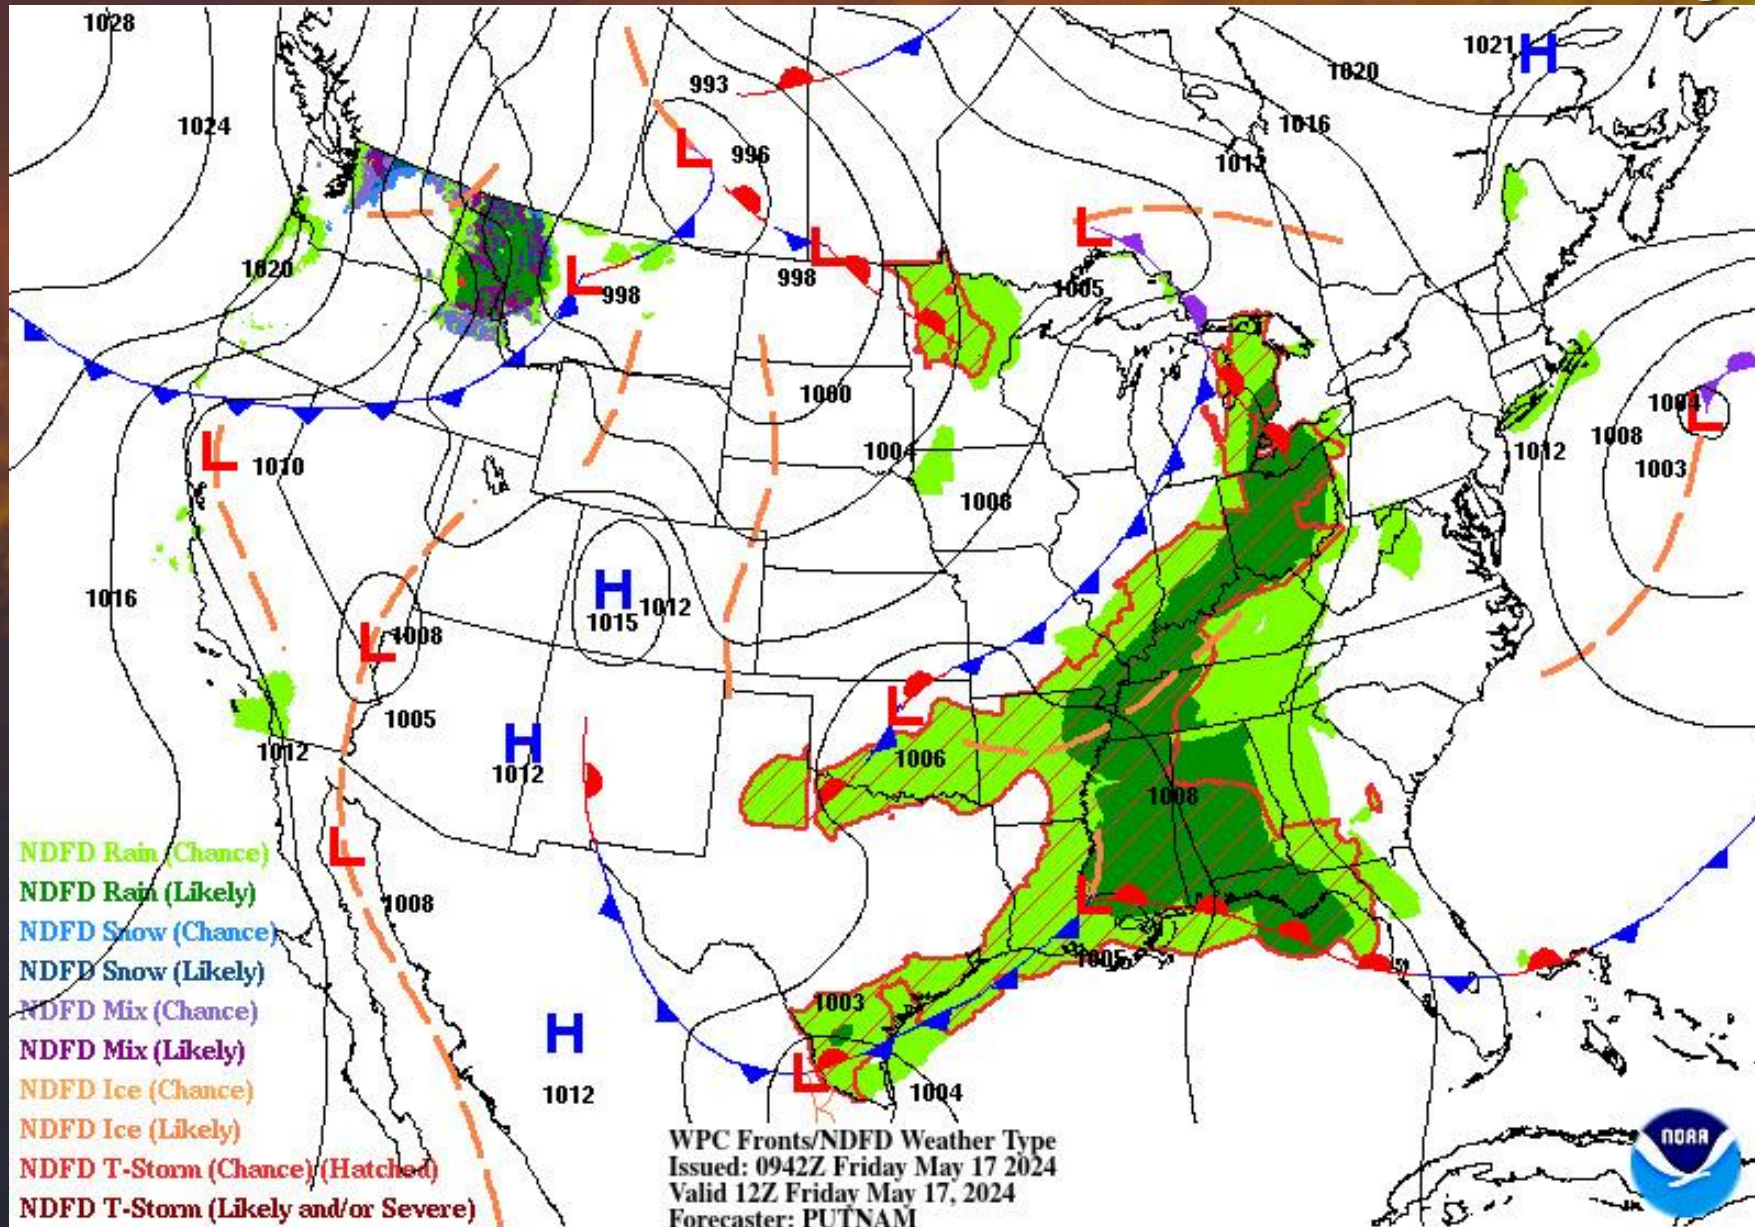 1028
1021 H
993
1020
1024
1016
L 996
1012
1020
L
L
998
998
L
1005
L
1000
1004
1004
L
L 1010
1004
1008
1012
1003
1008
H
1015
1012
1016
L 1008
1005
L
H
1012
1012
1006
1008
L
L
1008
1005
1003
H
L
1012
1004
NDFD Rain (Chance)
NDFD Rain (Likely)
NDFD Snow (Chance)
NDFD Snow (Likely)
NDFD Mix (Chance)
NDFD Mix (Likely)
NDFD Ice (Chance)
NDFD Ice (Likely)
NDFD T-Storm (Chance) (Hatched)
NDFD T-Storm (Likely and/or Severe)
WPC Fronts/NDFD Weather Type
Issued: 0942Z Friday May 17 2024
Valid 12Z Friday May 17, 2024
Forecaster: PUTNAM
NOAA